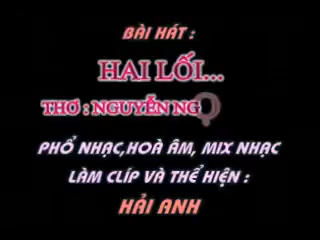 BÀI HÁT :
HAI LỐI...
THƠ : NGUYỄN NG
PHỔ NHẠC,HOÀ ÂM, MIX NHẠC
LÀM CLÍP VÀ THỂ HIỆN :
HẢI ANH